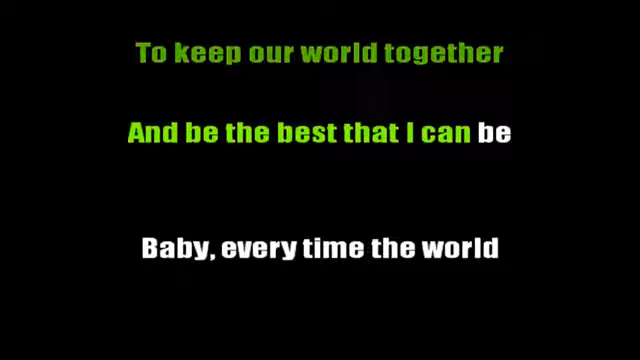 To keep our world together
And be the best that I can be
Baby, every time the world